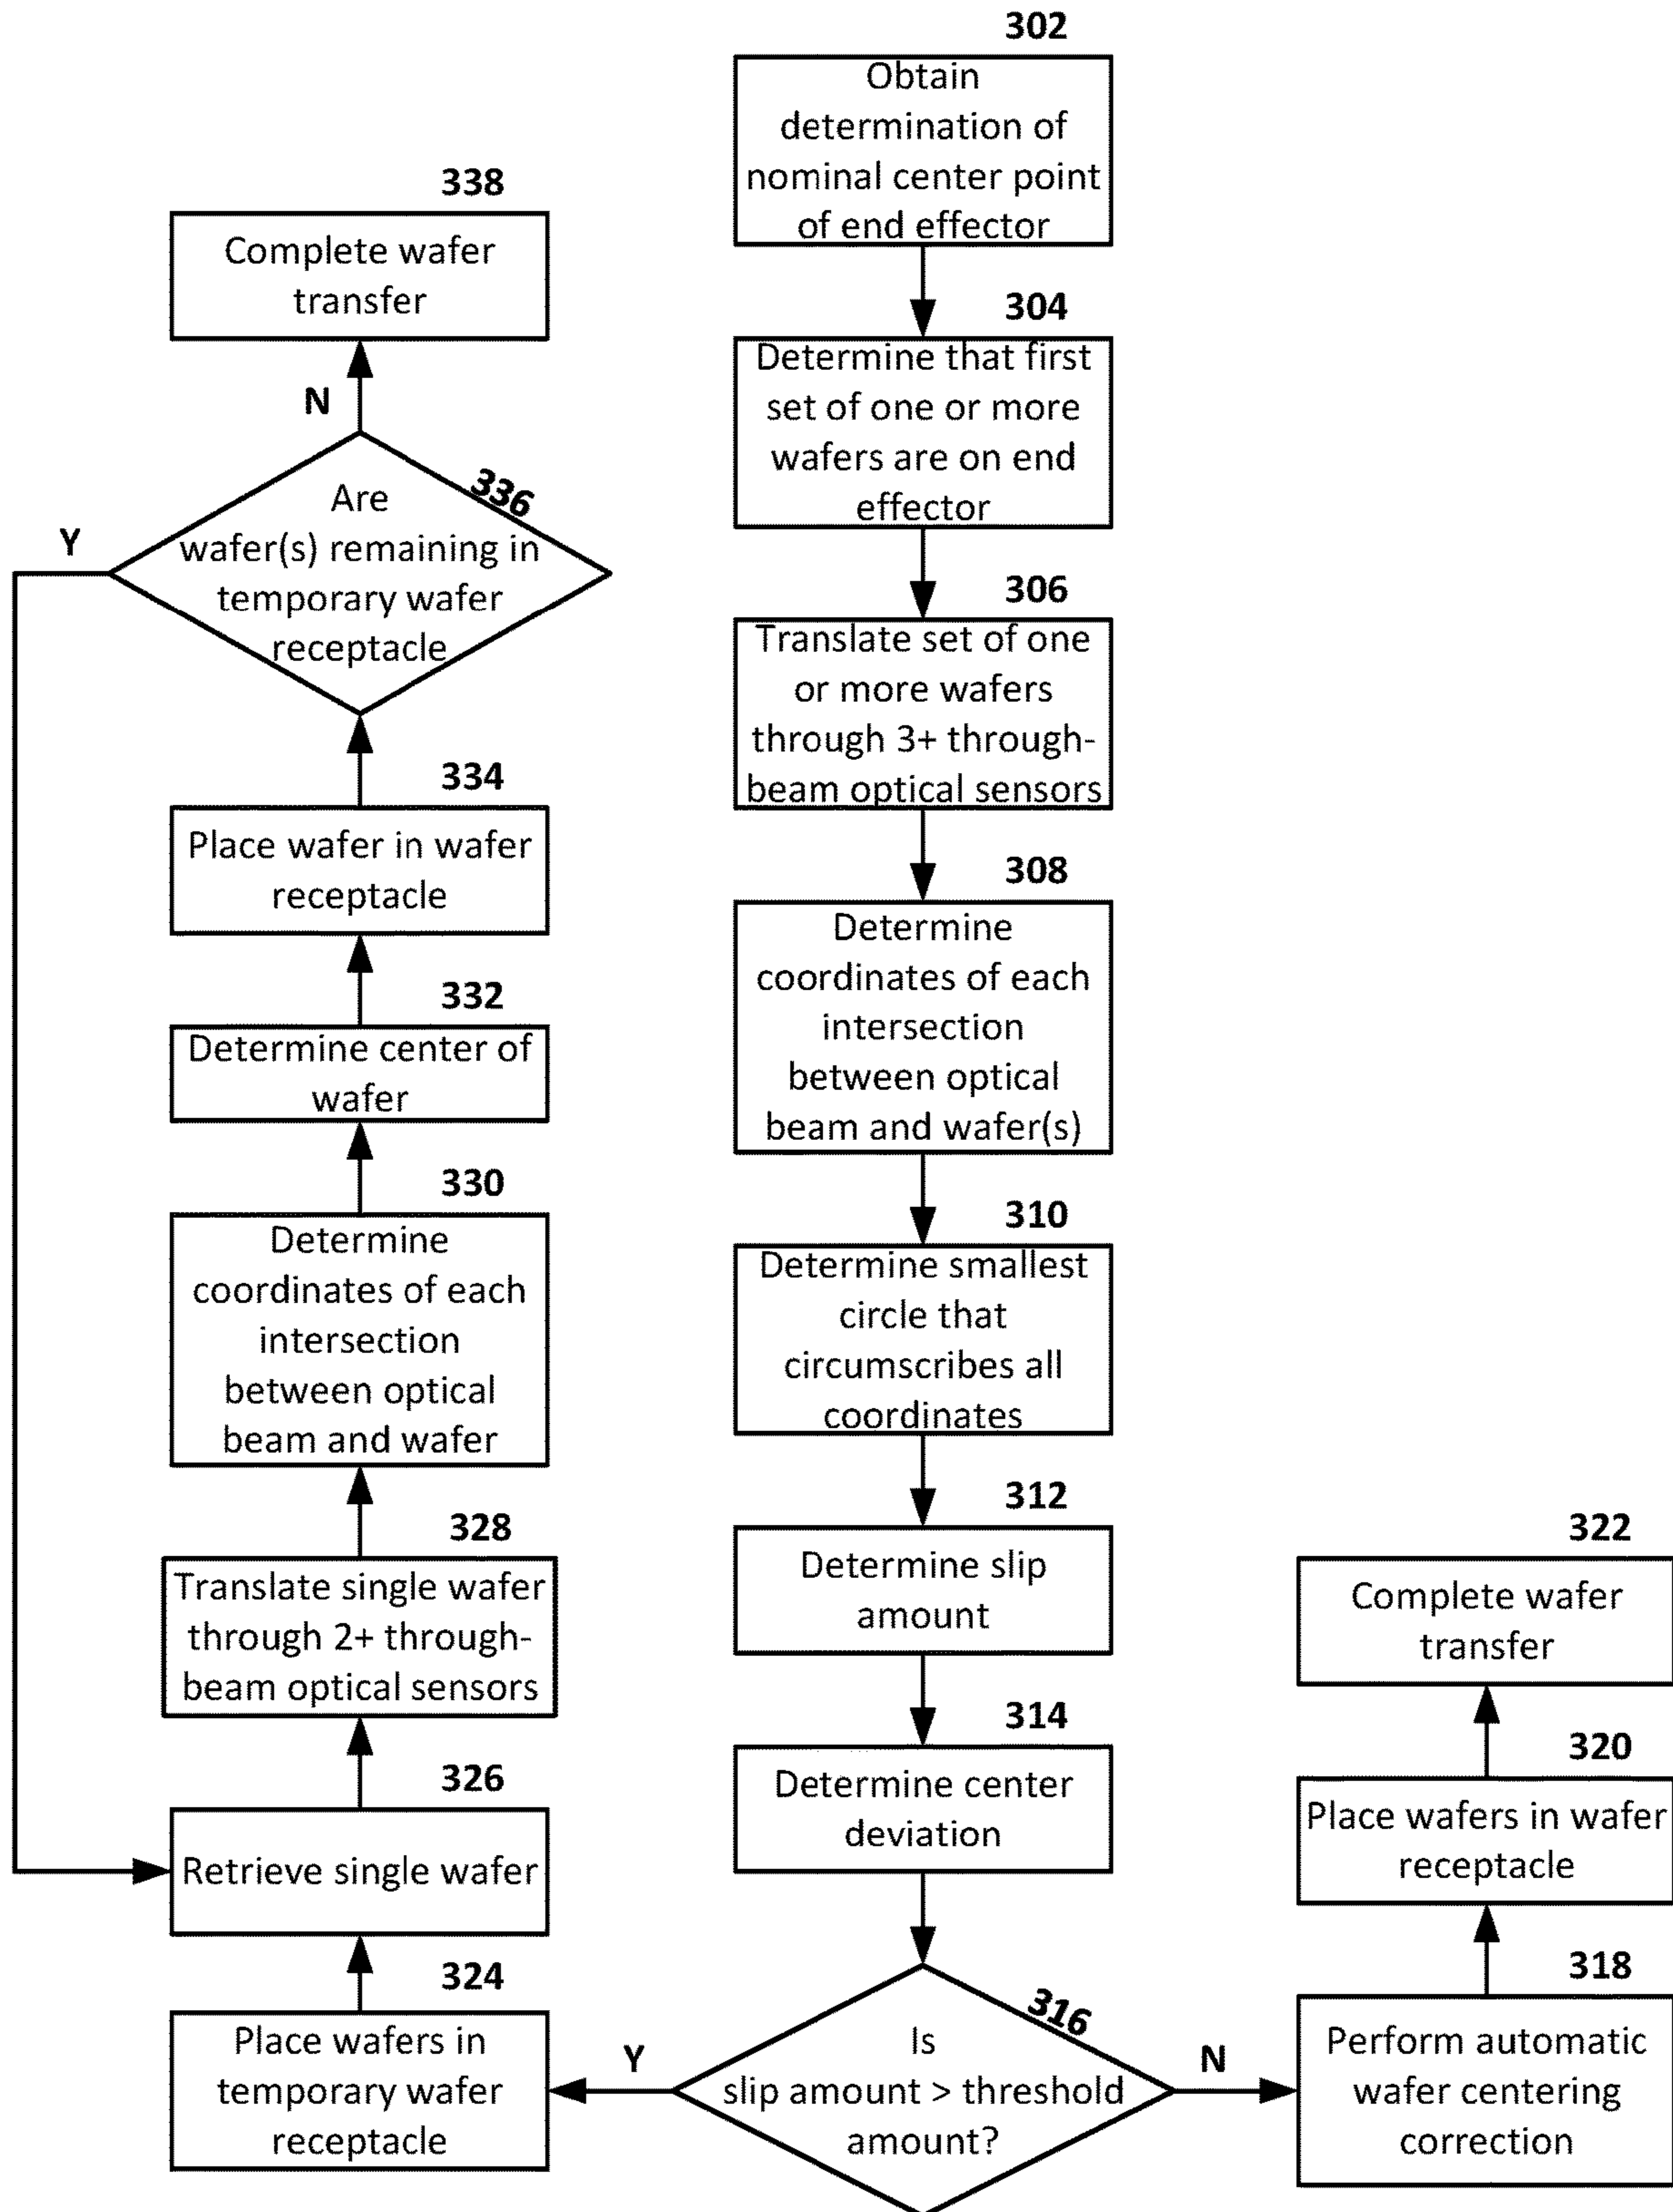 302
Obtain
determination of
nominal center point
of end effector
304
Determine that first
set of one or more
wafers are on end
effector
306
Translate set of one
or more wafers
through 3+ through-
beam optical sensors
308
Determine
coordinates of each
intersection
between optical
beam and wafer(s)
310
Determine smallest
circle that
circumscribes all
coordinates
312
Determine slip
amount
314
Determine center
deviation
316
Is
slip amount > threshold
amount?
N
318
Perform automatic
wafer centering
correction
320
Place wafers in wafer
receptacle
322
Complete wafer
transfer
Y
324
Place wafers in
temporary wafer
receptacle
326
Retrieve single wafer
328
Translate single wafer
through 2+ through-
beam optical sensors
330
Determine
coordinates of each
intersection
between optical
beam and wafer
332
Determine center of
wafer
334
Place wafer in wafer
receptacle
336
Are
wafer(s) remaining in
temporary wafer
receptacle
Y
N
338
Complete wafer
transfer